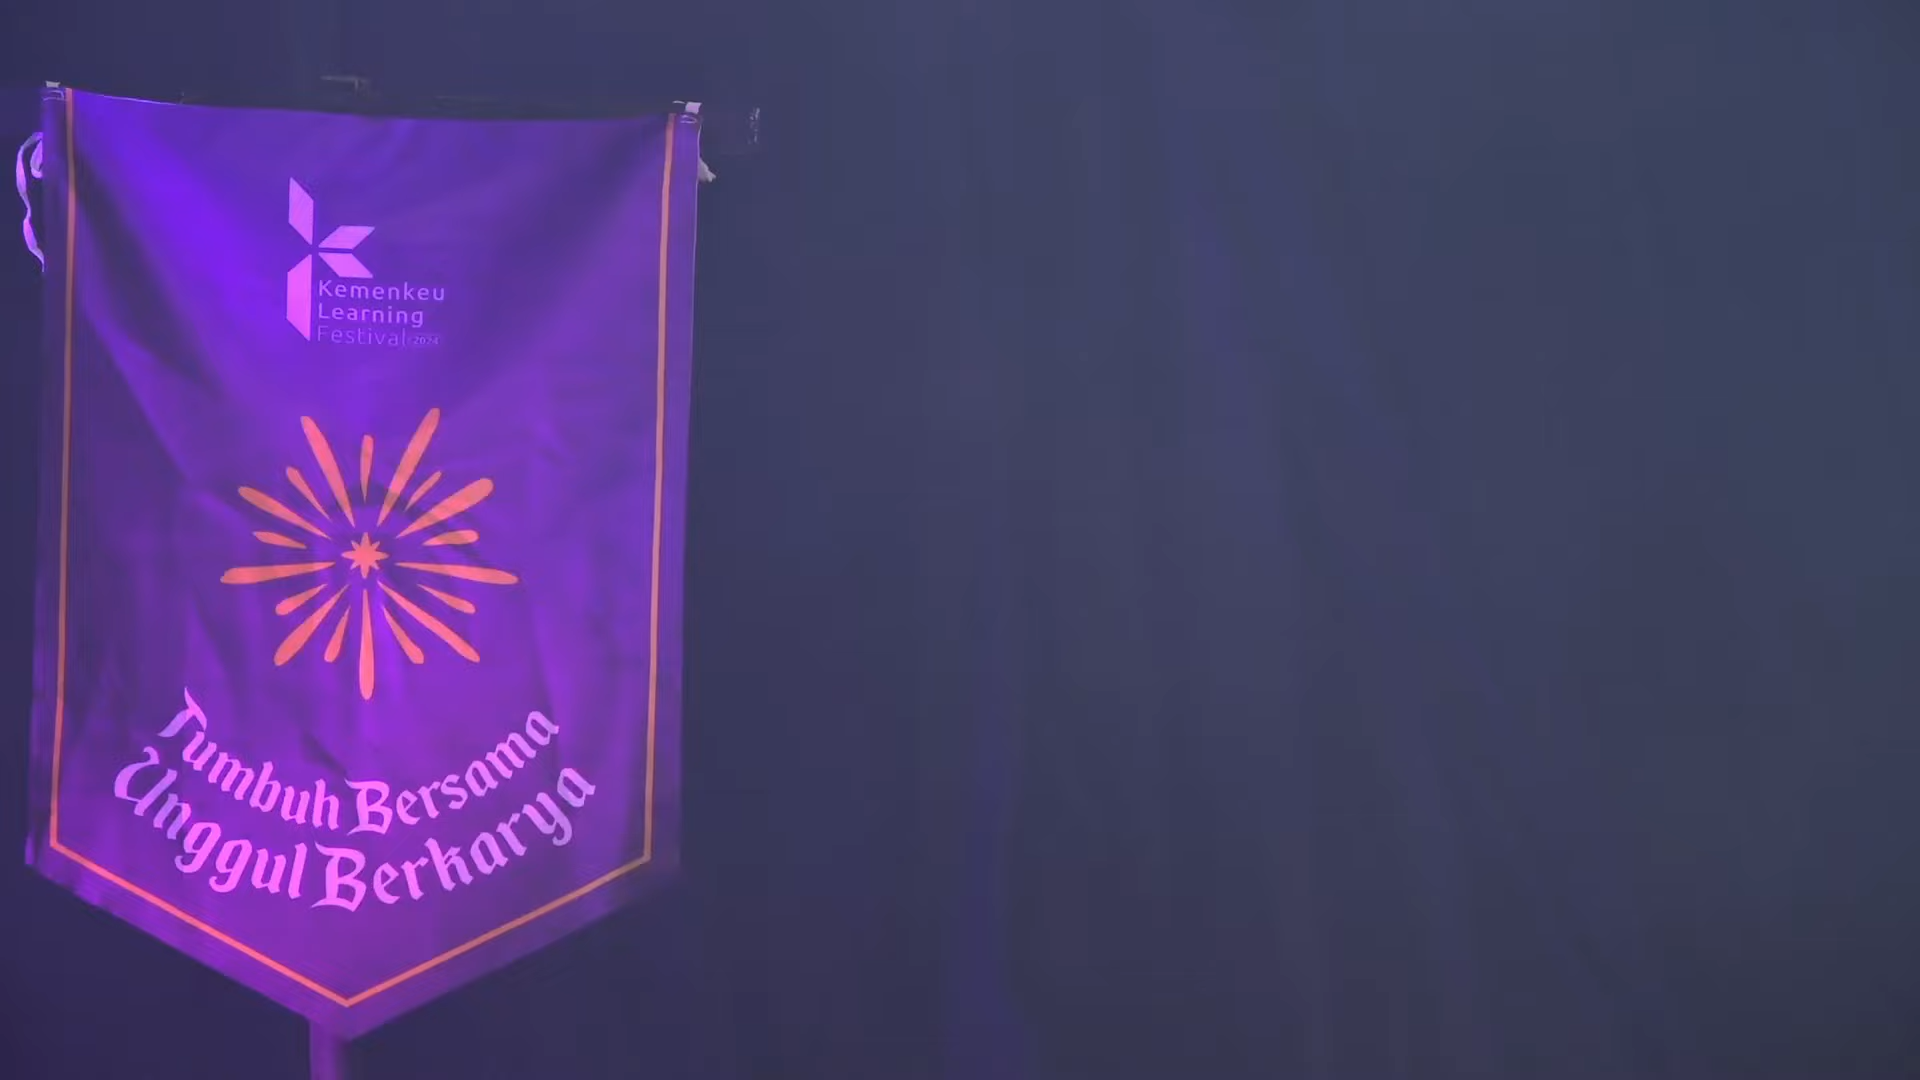 Kemenkeu
Learning
Festival 2024
Tumbuh Bersama
Unggul Berkarya